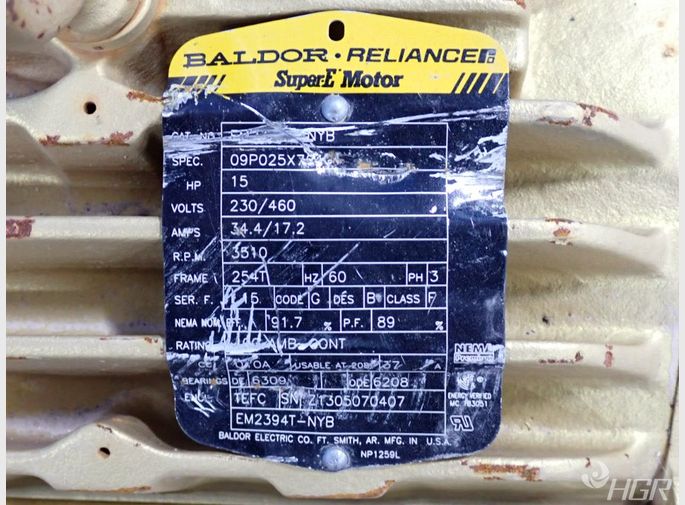 BALDOR • RELIANCE
Super-E Motor
CAT. NO. -NYB
SPEC. 09P025X
HP 15
VOLTS 230/460
AMPS 34.4/17.2
R.P.M. 3510
FRAME 254T HZ 60 PH 3
SER. F. 1.15 CODE G DES B CLASS F
NEMA NOM. EFF. 91.7 % P.F. 89 %
RATING AMB-CONT NEMA Premium
CC 010A USABLE AT 208V 37 A
BEARINGS DE 6309 ODE 6208 ENERGY VERIFIED
ENCL TEFC SN Z1305070407
EM2394T-NYB
BALDOR ELECTRIC CO. FT. SMITH, AR. MFG. IN U.S.A.
NP1259L
HGR